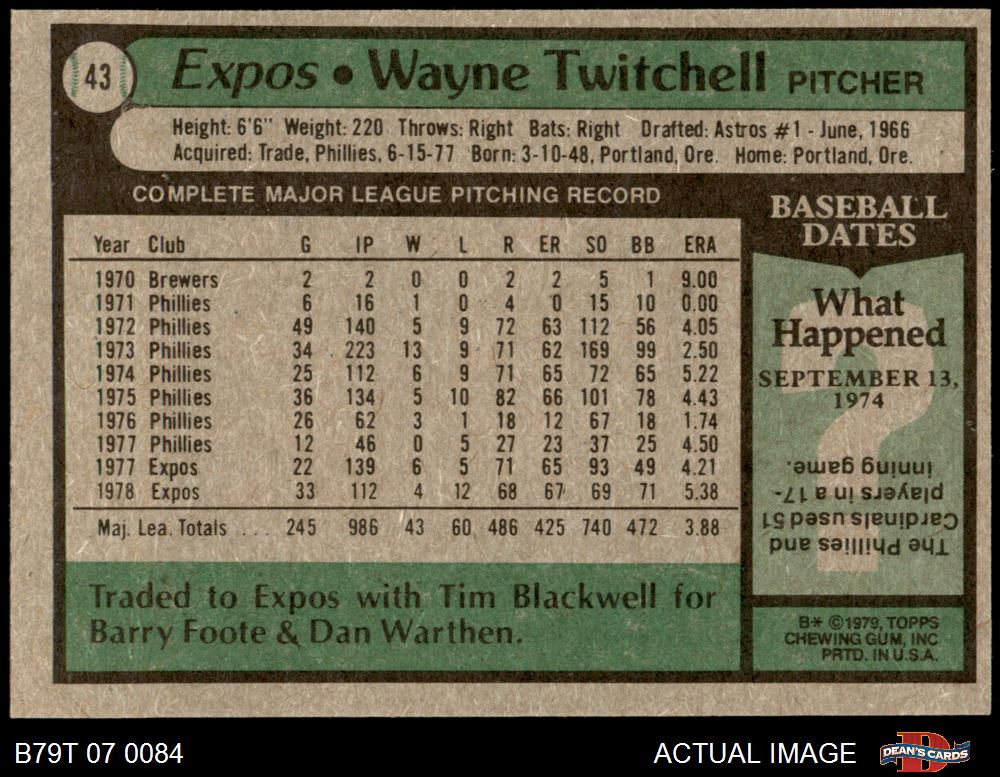 43
Expos • Wayne Twitchell PITCHER
Height: 6'6" Weight: 220 Throws: Right Bats: Right Drafted: Astros #1 - June, 1966
Acquired: Trade, Phillies, 6-15-77 Born: 3-10-48, Portland, Ore. Home: Portland, Ore.
COMPLETE MAJOR LEAGUE PITCHING RECORD
Year Club G IP W L R ER SO BB ERA
1970 Brewers 2 2 0 0 2 2 5 1 9.00
1971 Phillies 6 16 1 0 4 0 15 10 0.00
1972 Phillies 49 140 5 9 72 63 112 56 4.05
1973 Phillies 34 223 13 9 71 62 169 99 2.50
1974 Phillies 25 112 6 9 71 65 72 65 5.22
1975 Phillies 36 134 5 10 82 66 101 78 4.43
1976 Phillies 26 62 3 1 18 12 67 18 1.74
1977 Phillies 12 46 0 5 27 23 37 25 4.50
1977 Expos 22 139 6 5 71 65 93 49 4.21
1978 Expos 33 112 4 12 68 67 69 71 5.38
Maj. Lea. Totals ... 245 986 43 60 486 425 740 472 3.88
Traded to Expos with Tim Blackwell for
Barry Foote & Dan Warthen.
BASEBALL
DATES
What
Happened
SEPTEMBER 13,
1974
?
The Phillies and
Cardinals used 51
players in a 17-
inning game.
B* ©1979, TOPPS
CHEWING GUM, INC
PRTD. IN U.S.A.
B79T 07 0084
ACTUAL IMAGE
D
DEAN'S CARDS